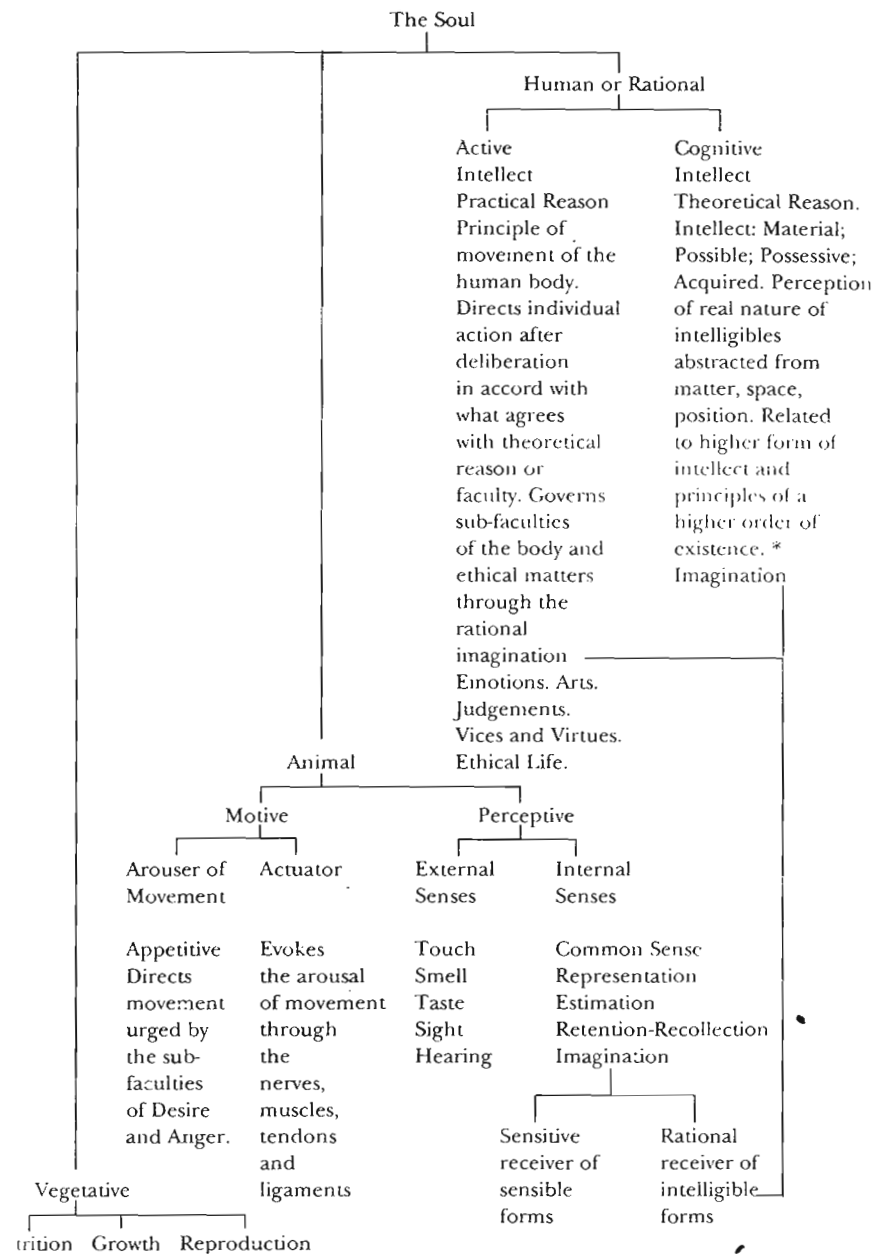 The Soul
Human or Rational
Active
Intellect
Practical Reason
Principle of
movement of the
human body.
Directs individual
action after
deliberation
in accord with
what agrees
with theoretical
reason or
faculty. Governs
sub-faculties
of the body and
ethical matters
through the
rational
imagination
Emotions. Arts.
Judgements.
Vices and Virtues.
Ethical Life.
Cognitive
Intellect
Theoretical Reason.
Intellect: Material;
Possible; Possessive;
Acquired. Perception
of real nature of
intelligibles
abstracted from
matter, space,
position. Related
to higher form of
intellect and
principles of a
higher order of
existence. *
Imagination
Animal
Motive
Perceptive
Arouser of
Movement
Appetitive
Directs
movement
urged by
the sub-
faculties
of Desire
and Anger.
Actuator
Evokes
the arousal
of movement
through
the
nerves,
muscles,
tendons
and
ligaments
External
Senses
Touch
Smell
Taste
Sight
Hearing
Internal
Senses
Common Sense
Representation
Estimation
Retention-Recollection
Imagination
Sensitive
receiver of
sensible
forms
Rational
receiver of
intelligible
forms
Vegetative
trition Growth Reproduction